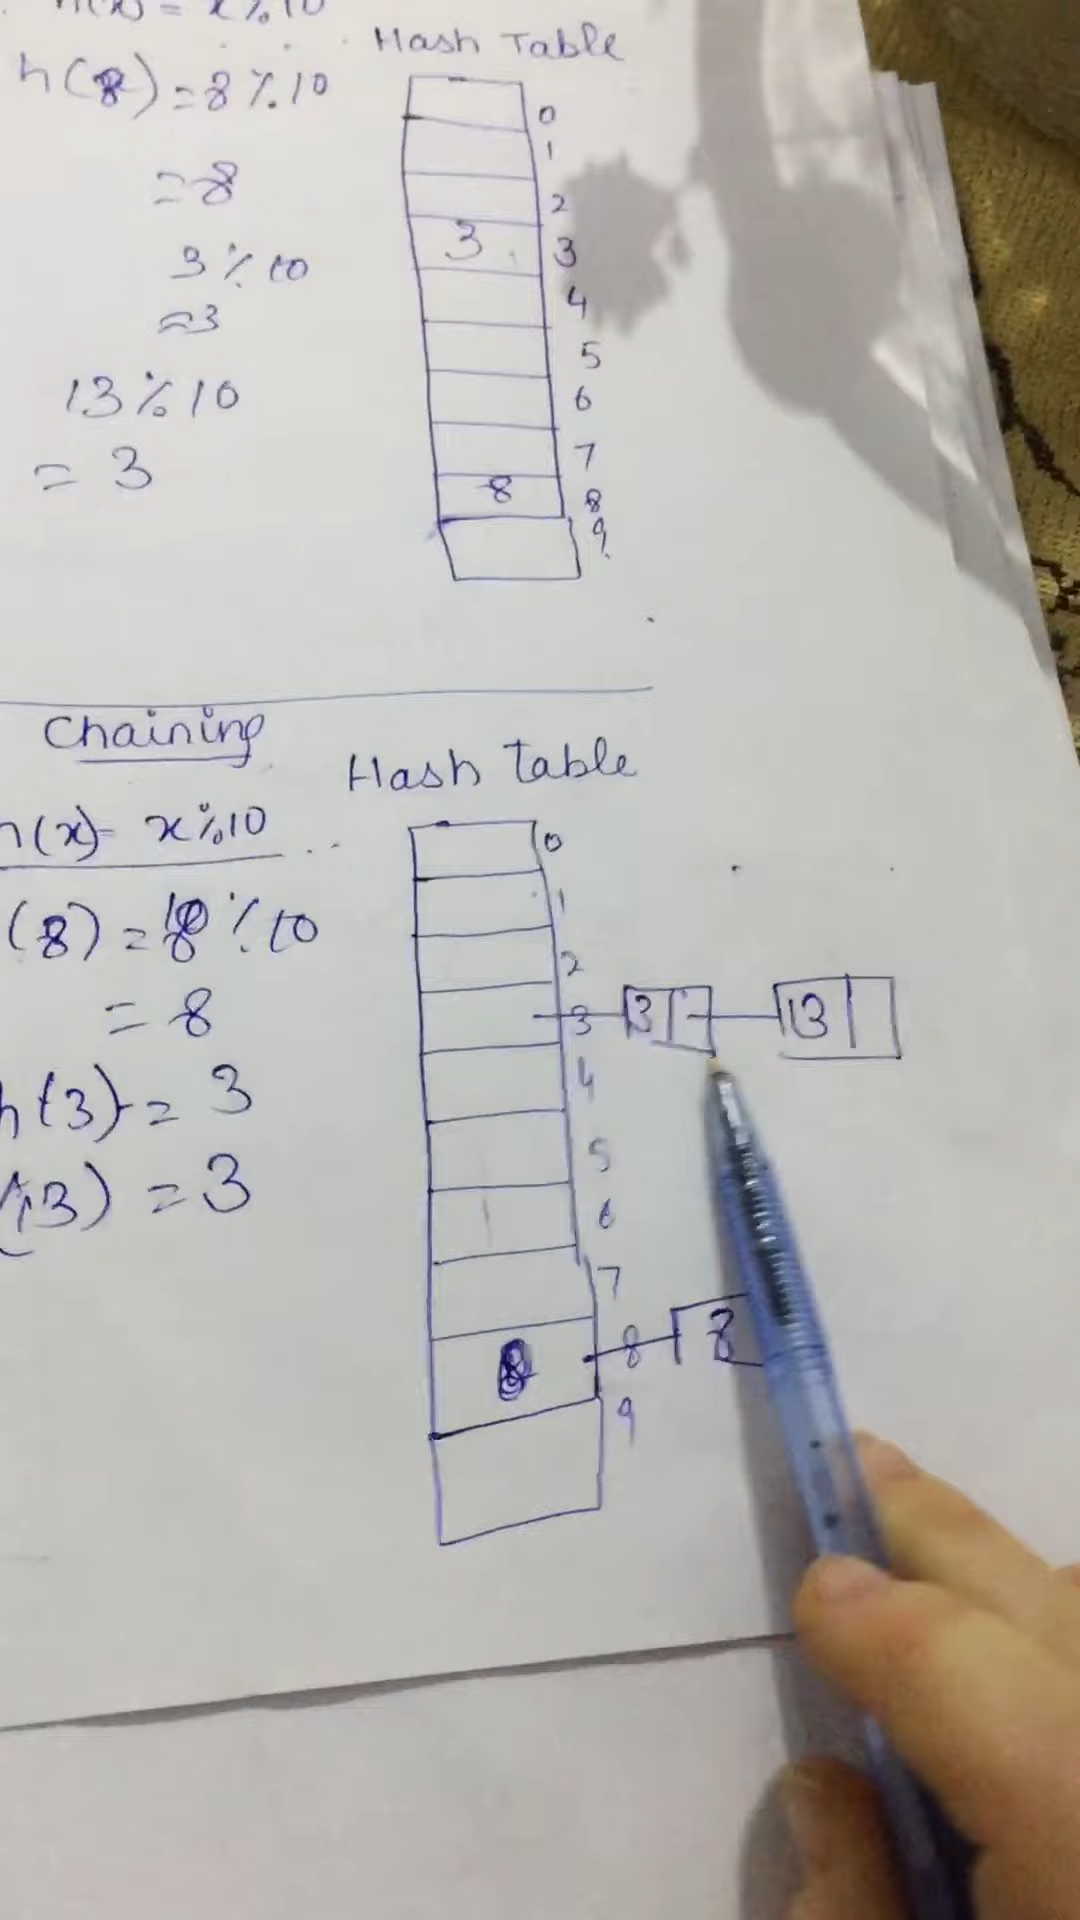 h(x) = x % 10
Hash Table
h(8) = 8 % 10
= 8
3 % 10
= 3
13 % 10
= 3
0
1
2
3 3
4
5
6
7
8 8
9
Chaining
Hash table
h(x) = x % 10
(8) = 8 % 10
= 8
h(3) = 3
(13) = 3
0
1
2
3 3 13
4
5
6
7
8 8 8
9